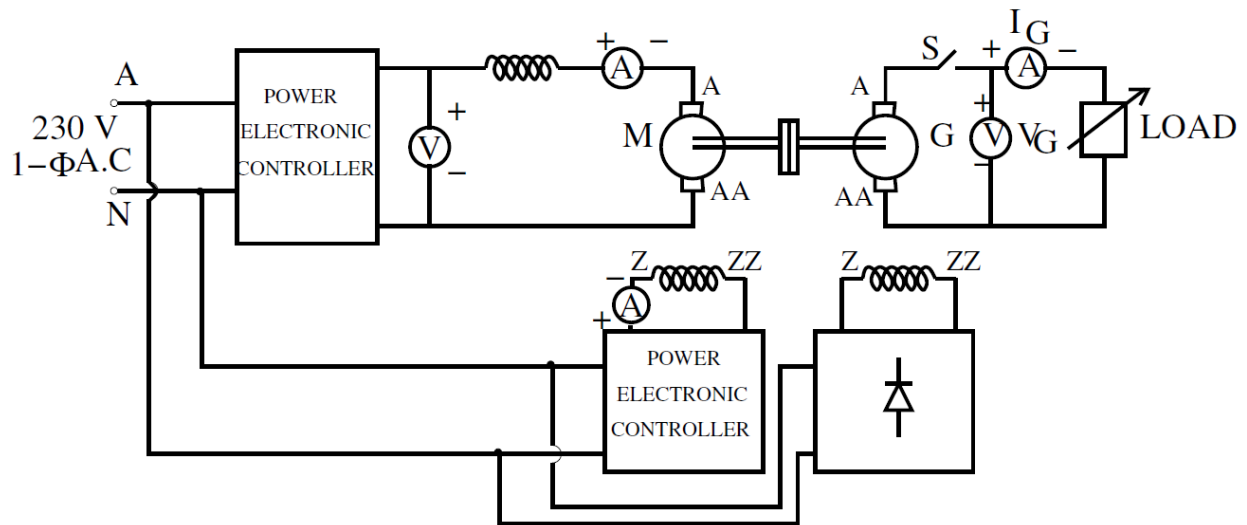 A
230 V
1−ΦA.C
N
POWER
ELECTRONIC
CONTROLLER
+
V
−
+ A −
A
M
AA
A
G
AA
S
+ I G −
A
+
V
−
V G
LOAD
Z ZZ
−
A
+
POWER
ELECTRONIC
CONTROLLER
Z ZZ